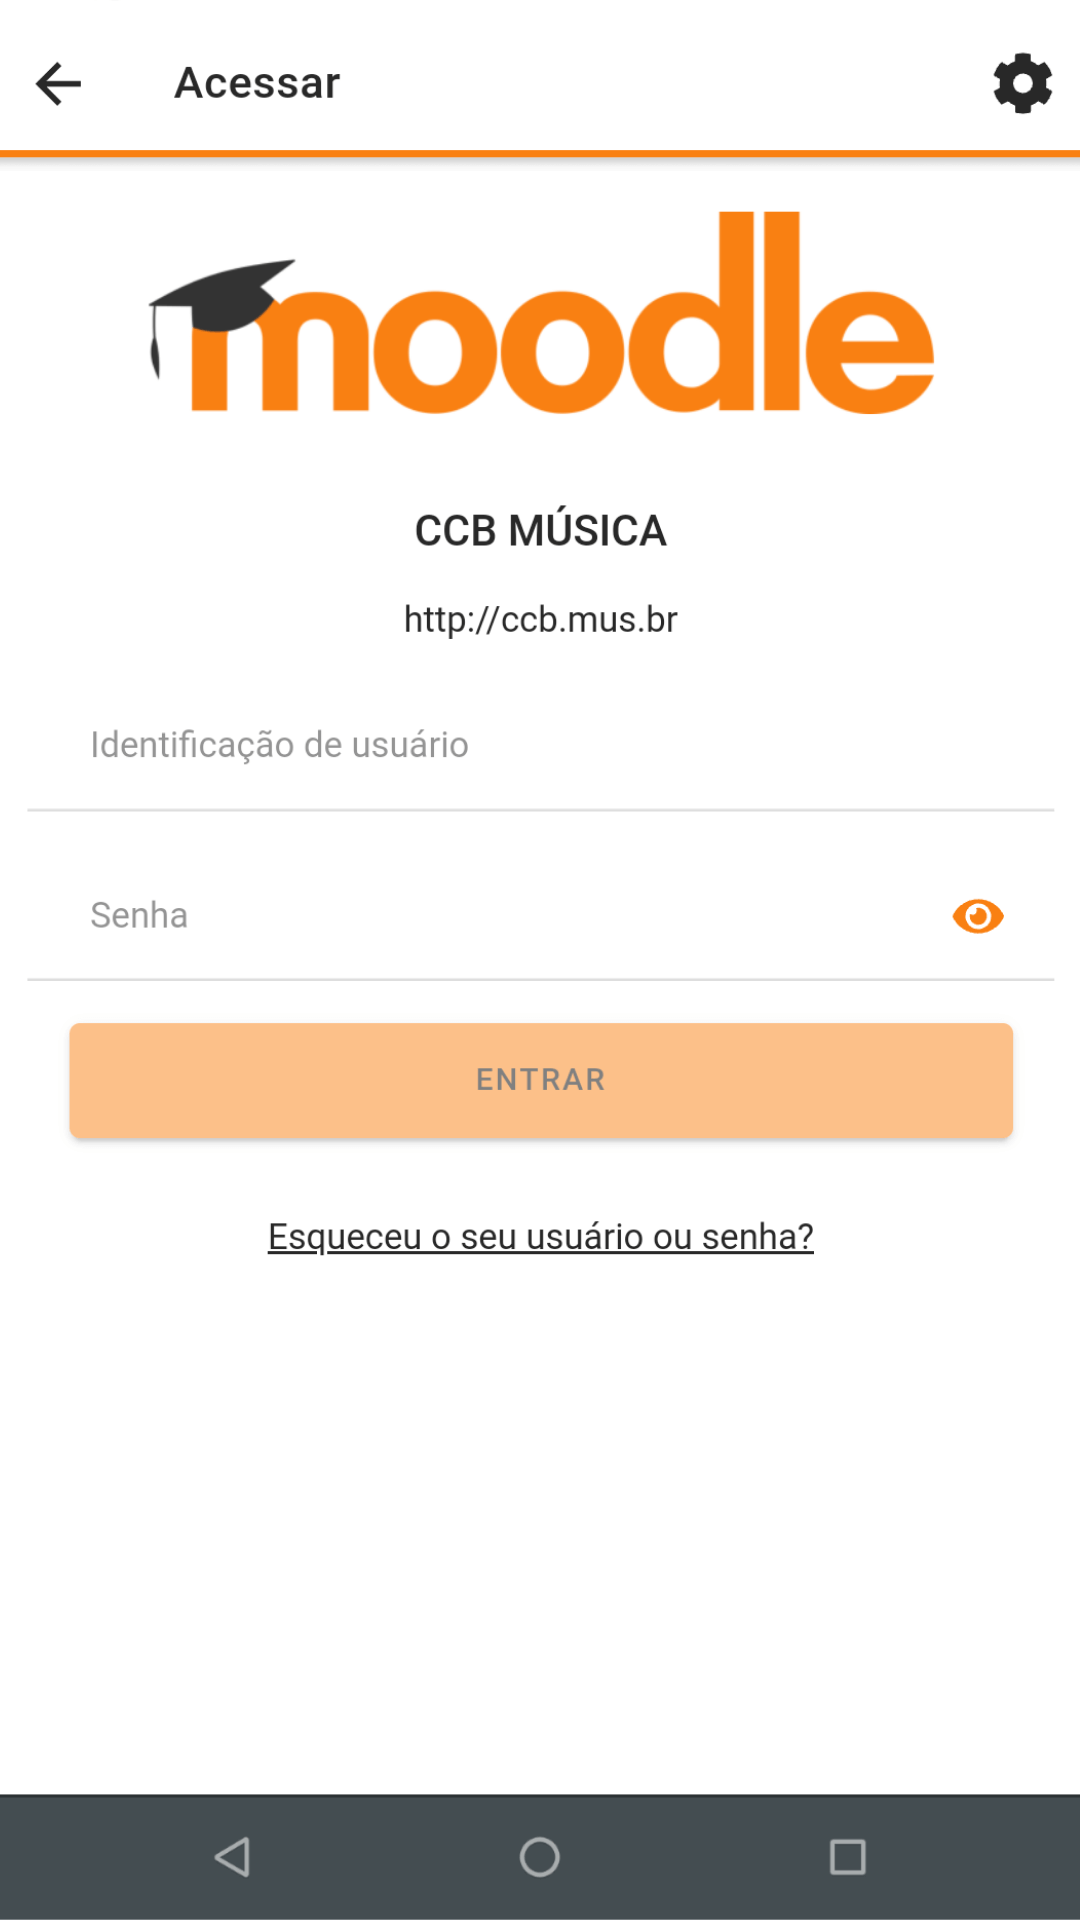 Acessar
moodle
CCB MÚSICA
http://ccb.mus.br
Identificação de usuário
Senha
ENTRAR
Esqueceu o seu usuário ou senha?